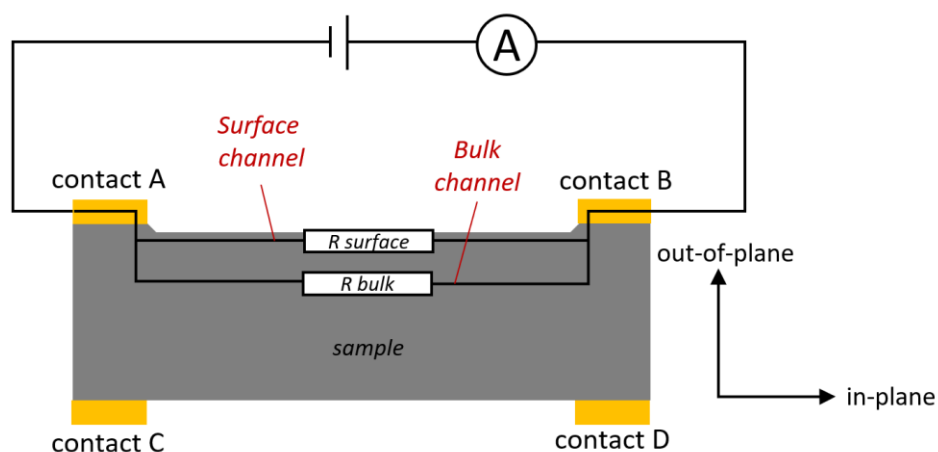 A
Surface
channel
Bulk
channel
contact A
contact B
R surface
out-of-plane
R bulk
sample
in-plane
contact C
contact D